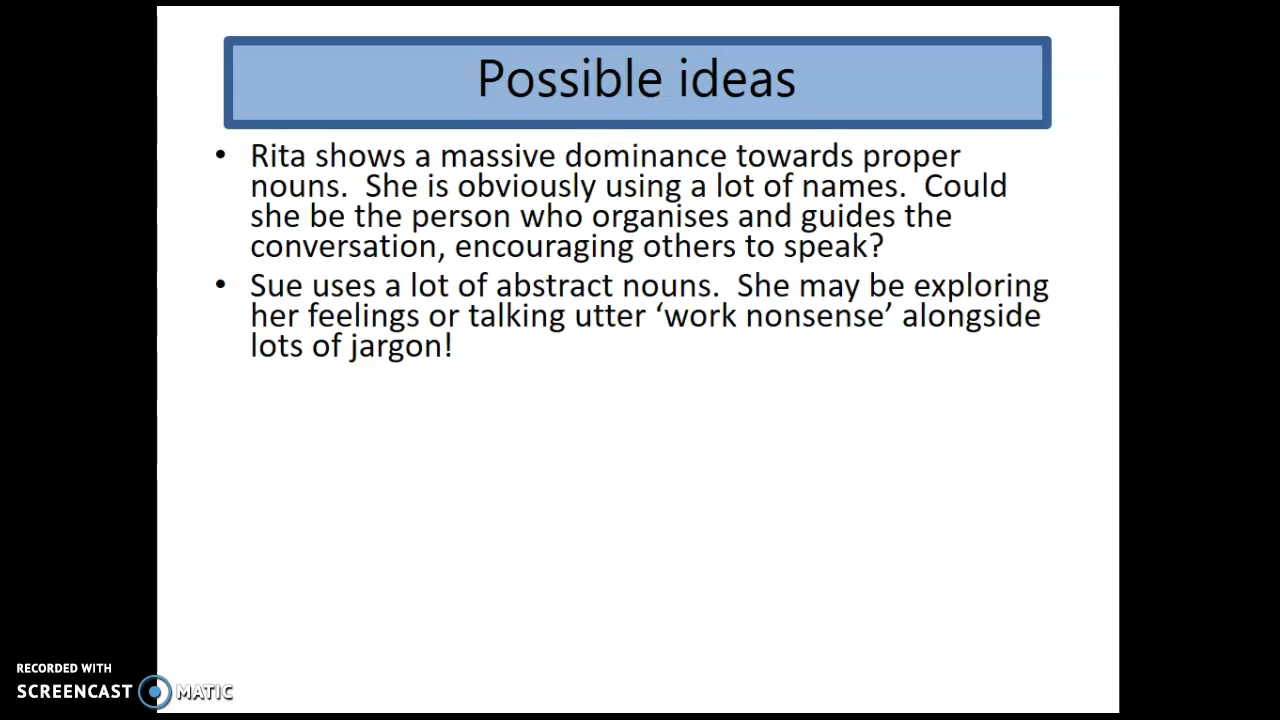 Possible ideas
• Rita shows a massive dominance towards proper
nouns.  She is obviously using a lot of names.  Could
she be the person who organises and guides the
conversation, encouraging others to speak?
• Sue uses a lot of abstract nouns.  She may be exploring
her feelings or talking utter ‘work nonsense’ alongside
lots of jargon!
RECORDED WITH
SCREENCAST MATIC